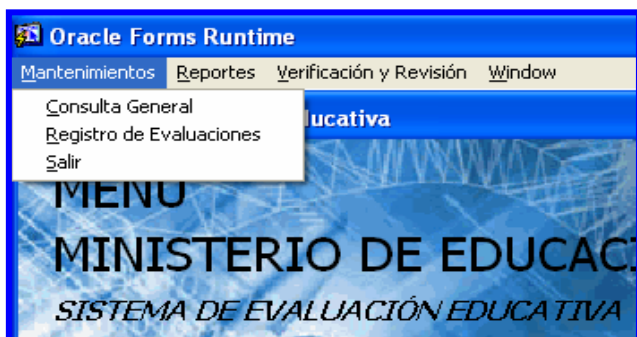 Oracle Forms Runtime
Mantenimientos Reportes Verificación y Revisión Window
Consulta General
Registro de Evaluaciones
Salir
MENU
MINISTERIO DE
SISTEMA DE EVALUACIÓN EDUCATIVA